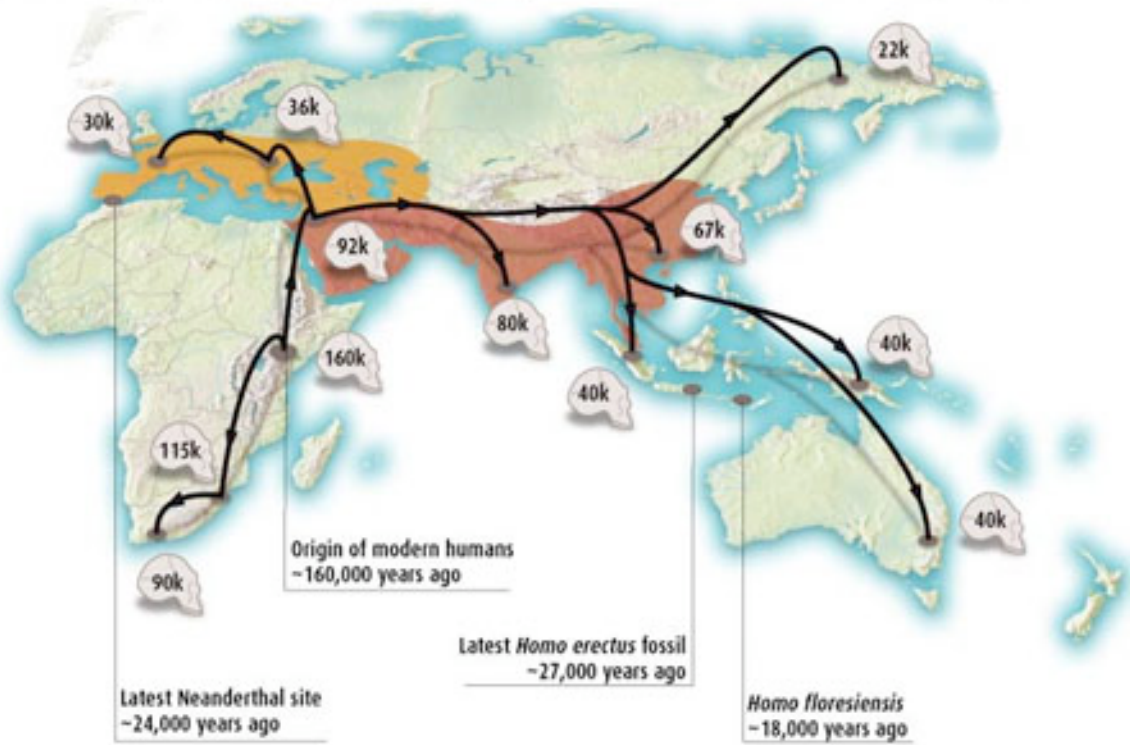 22k
36k
30k
92k
67k
80k
160k
40k
40k
115k
40k
90k
Origin of modern humans
~160,000 years ago
Latest Homo erectus fossil
~27,000 years ago
Latest Neanderthal site
~24,000 years ago
Homo floresiensis
~18,000 years ago